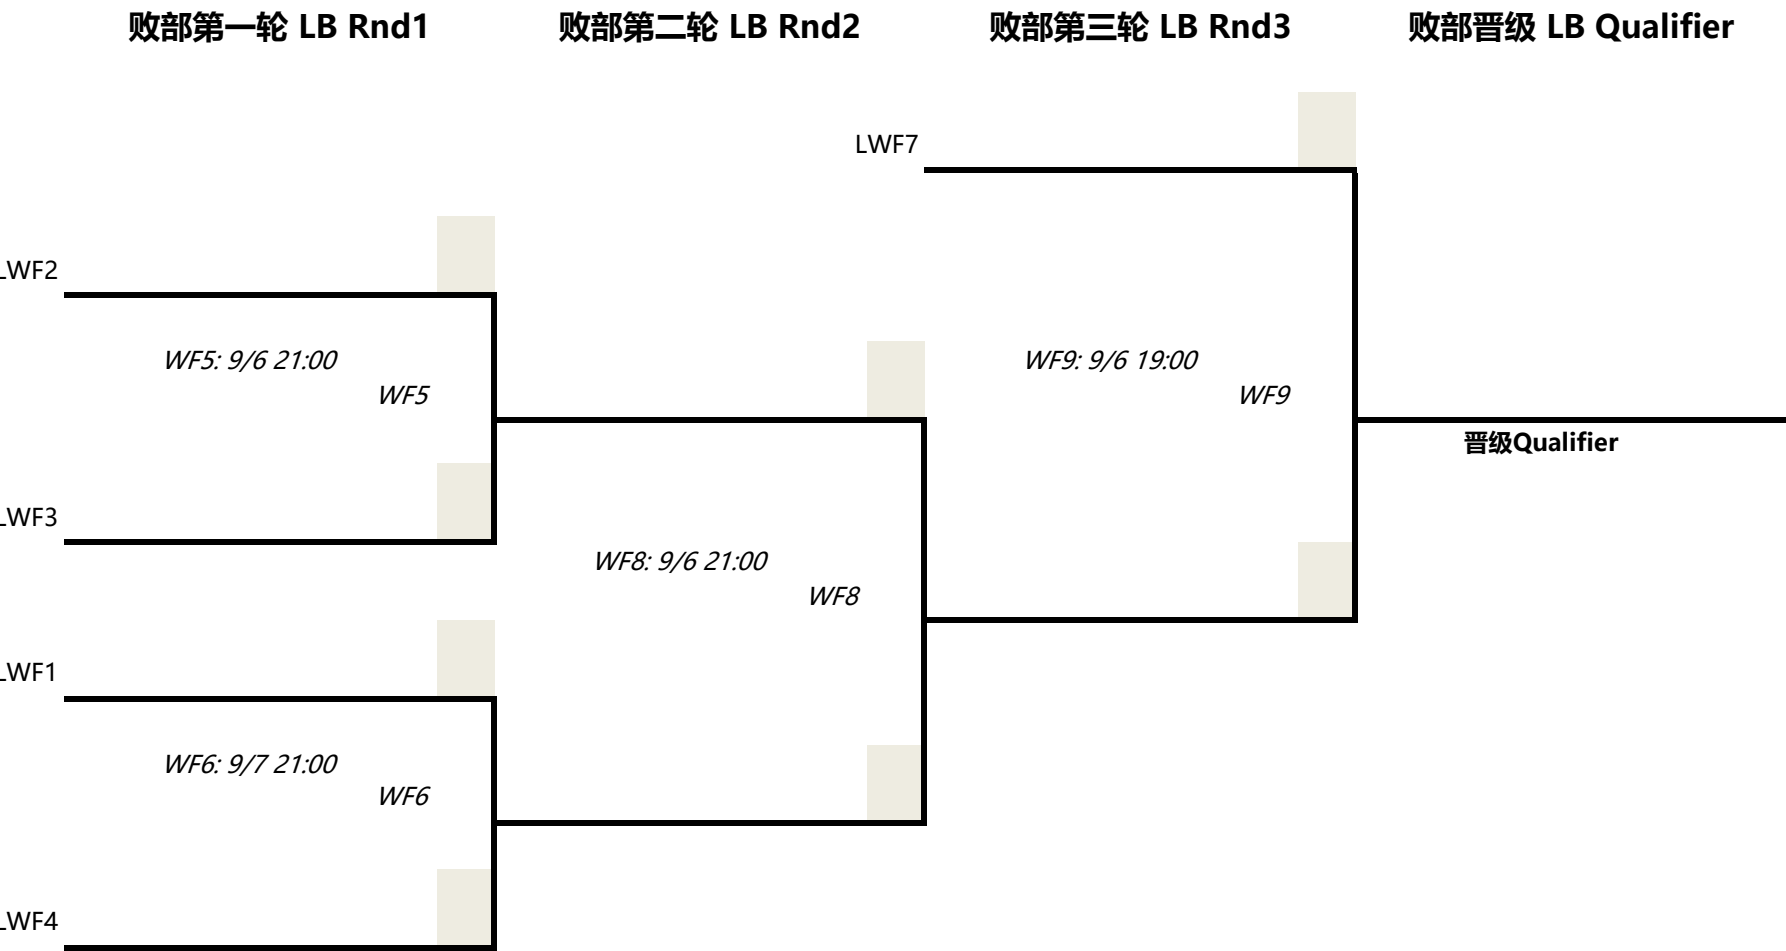 败部第一轮 LB Rnd1
败部第二轮 LB Rnd2
败部第三轮 LB Rnd3
败部晋级 LB Qualifier
LWF7
LWF2
WF5: 9/6 21:00
WF5
WF9: 9/6 19:00
WF9
晋级Qualifier
LWF3
WF8: 9/6 21:00
WF8
LWF1
WF6: 9/7 21:00
WF6
LWF4